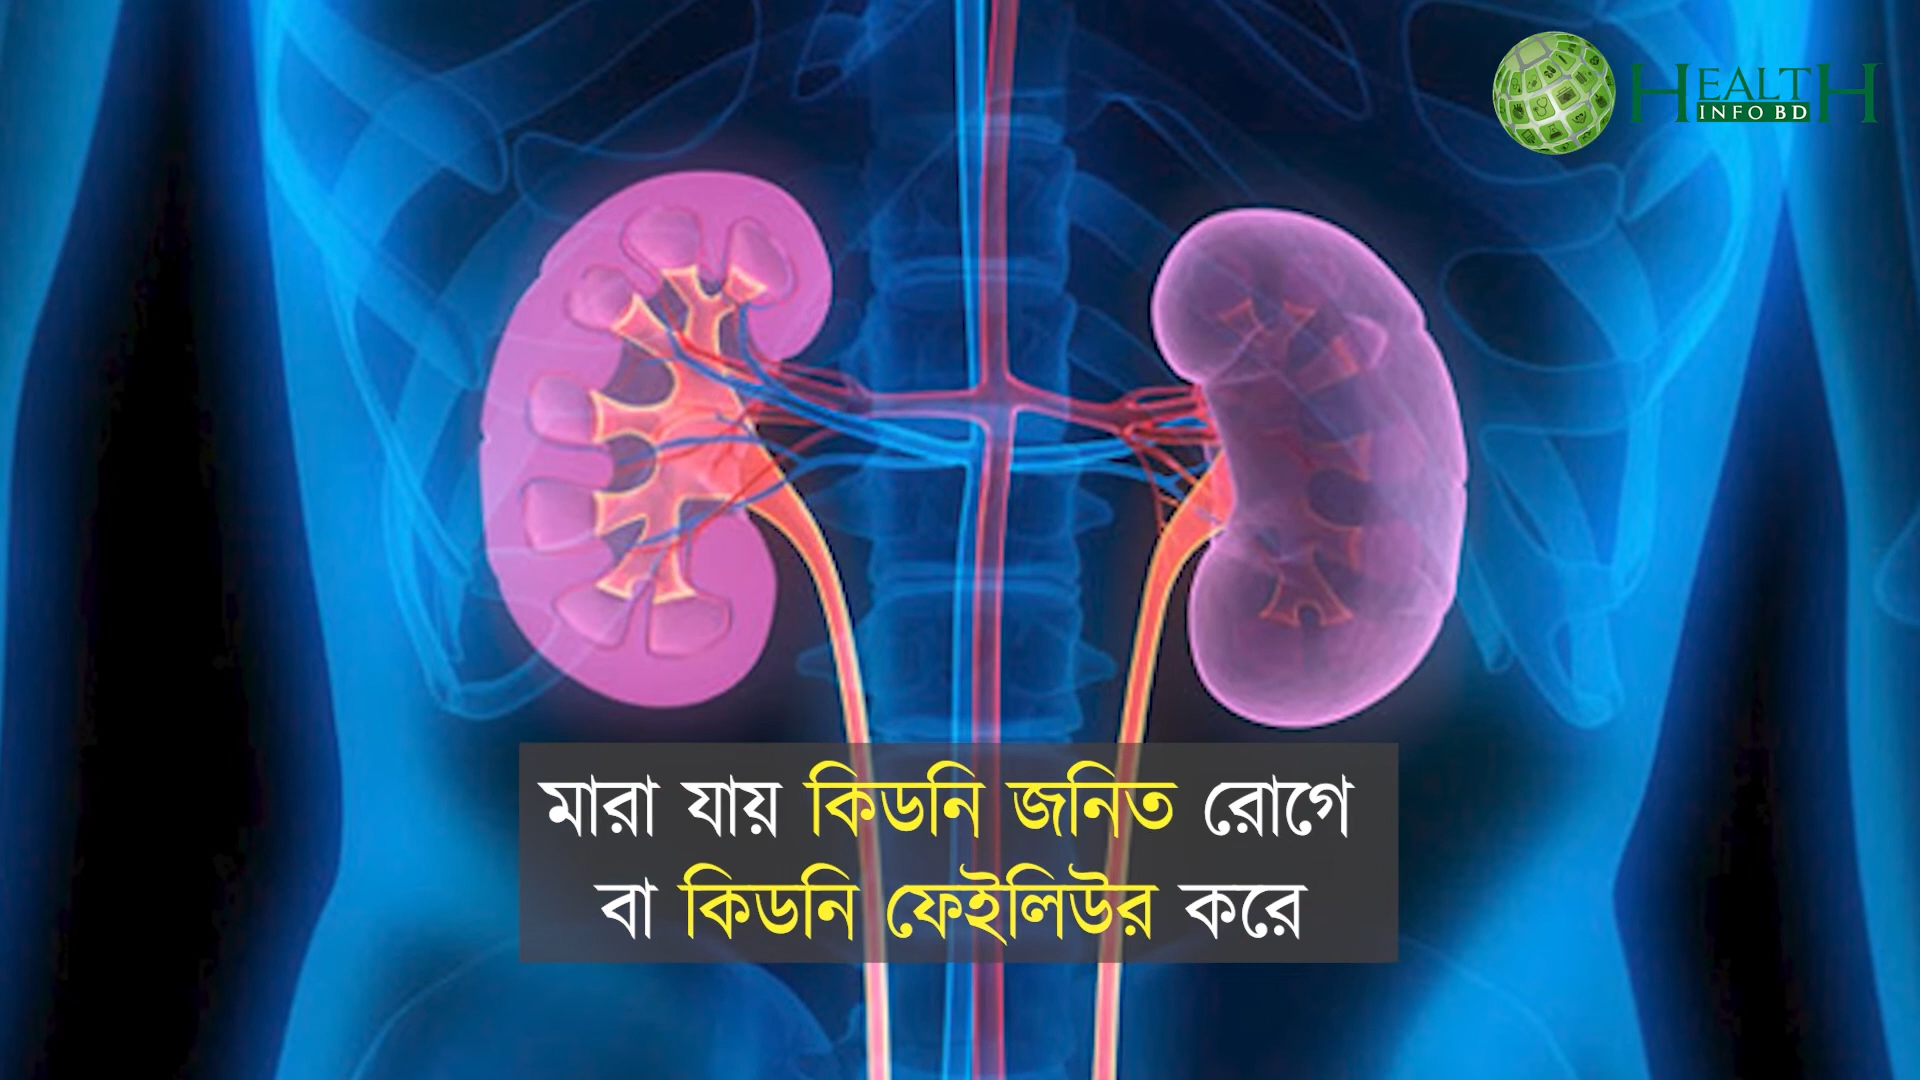 HEALTH
INFO BD
মারা যায় কিডনি জনিত রোগে
বা কিডনি ফেইলিউর করে